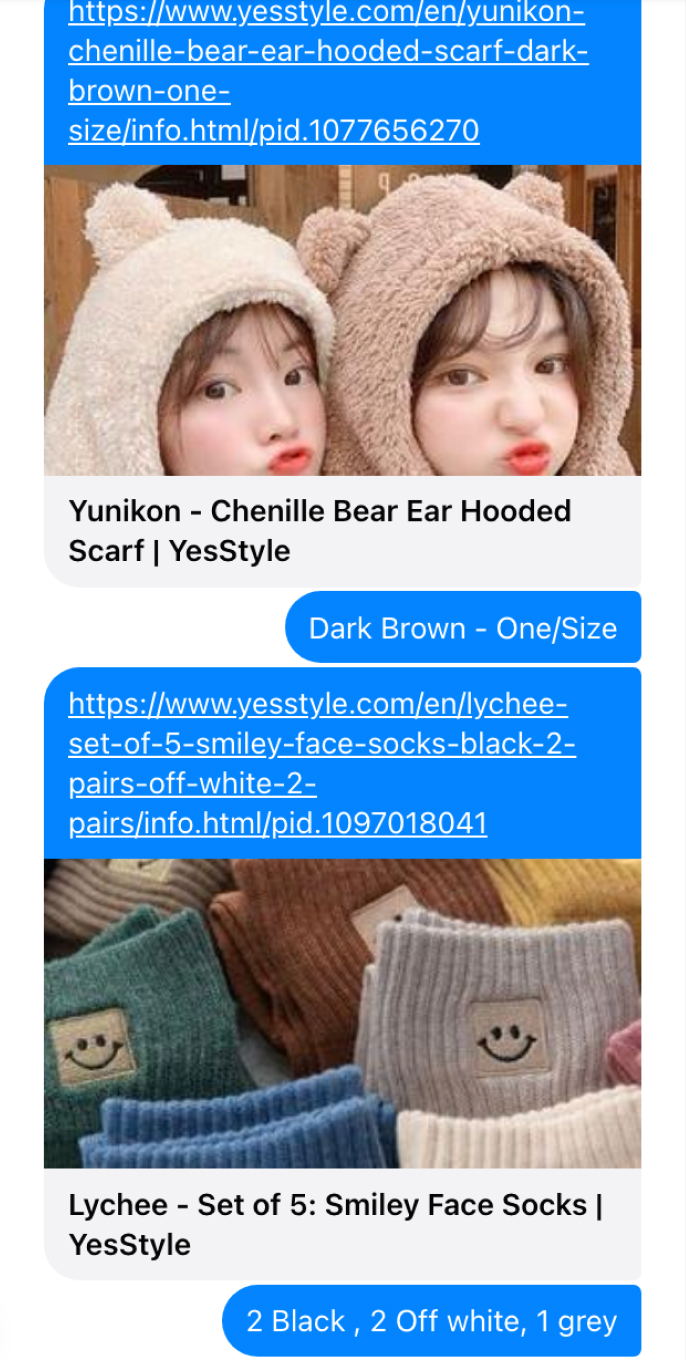 https://www.yesstyle.com/en/yunikon-
chenille-bear-ear-hooded-scarf-dark-
brown-one-
size/info.html/pid.1077656270
Yunikon - Chenille Bear Ear Hooded
Scarf | YesStyle
Dark Brown - One/Size
https://www.yesstyle.com/en/lychee-
set-of-5-smiley-face-socks-black-2-
pairs-off-white-2-
pairs/info.html/pid.1097018041
Lychee - Set of 5: Smiley Face Socks |
YesStyle
2 Black , 2 Off white, 1 grey